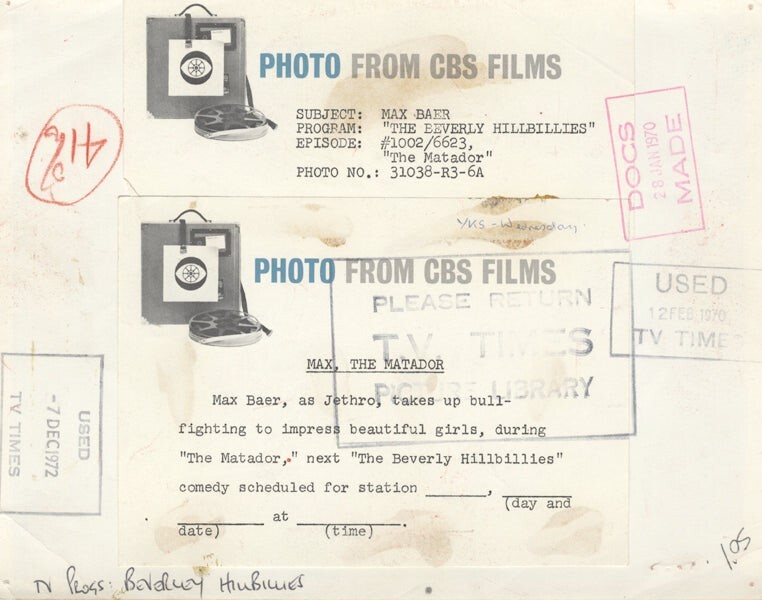 PHOTO FROM CBS FILMS
SUBJECT: MAX BAER
PROGRAM: "THE BEVERLY HILLBILLIES"
EPISODE: #1002/6623,
"The Matador"
PHOTO NO.: 31038-R3-6A
DOCS
28 JAN 1970
MADE
YKS - Wednesday
PHOTO FROM CBS FILMS
PLEASE RETURN
T.V. TIMES
PICTURE LIBRARY
USED
12 FEB 1970
TV TIMES
MAX, THE MATADOR
Max Baer, as Jethro, takes up bull-
fighting to impress beautiful girls, during
"The Matador," next "The Beverly Hillbillies"
comedy scheduled for station ________, ________
(day and
________ at ________.
date) (time)
USED
-7 DEC 1972
TV TIMES
TV PROGS: BEVERLEY HILLBILLIES
1.05